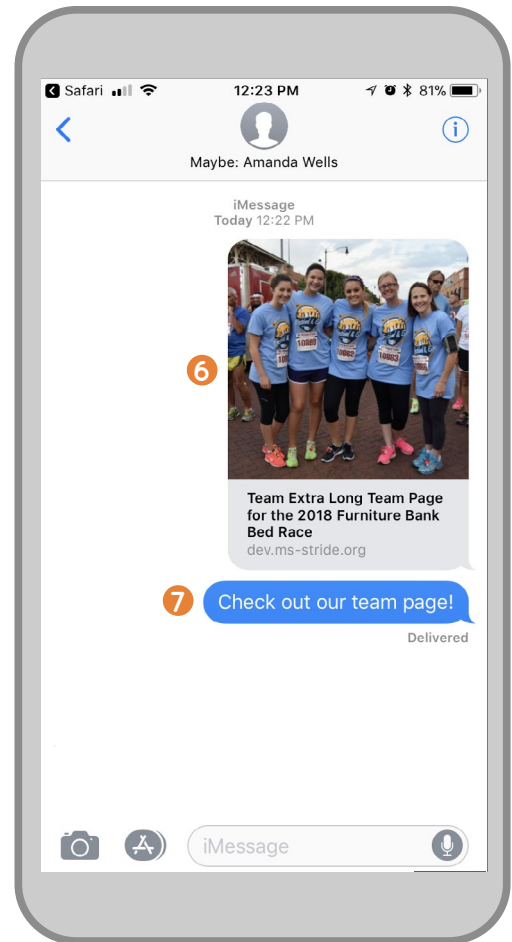 Safari 12:23 PM 81%
Maybe: Amanda Wells
iMessage
Today 12:22 PM
10882
10883
6
Team Extra Long Team Page
for the 2018 Furniture Bank
Bed Race
dev.ms-stride.org
7 Check out our team page!
Delivered
iMessage